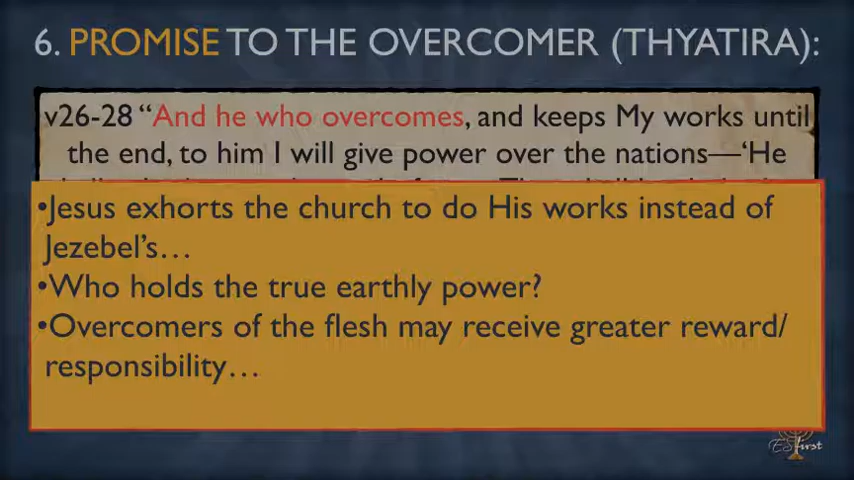 6. PROMISE TO THE OVERCOMER (THYATIRA):
v26-28 “And he who overcomes, and keeps My works until
the end, to him I will give power over the nations—‘He
•Jesus exhorts the church to do His works instead of
Jezebel’s…
•Who holds the true earthly power?
•Overcomers of the flesh may receive greater reward/
responsibility…
first